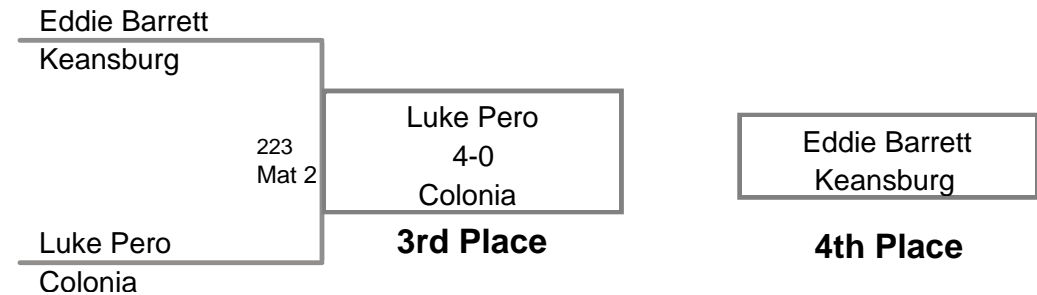 Eddie Barrett
Keansburg
223
Mat 2
Luke Pero
Colonia
Luke Pero
4-0
Colonia
3rd Place
Eddie Barrett
Keansburg
4th Place